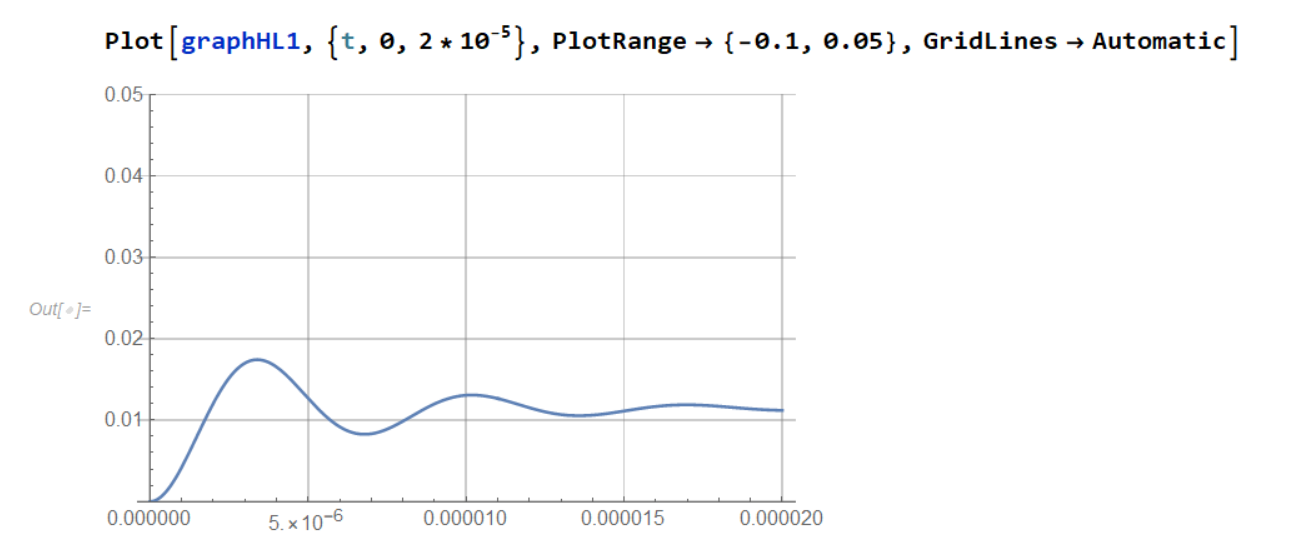 Plot[graphHL1, {t, 0, 2 * 10^-5}, PlotRange → {-0.1, 0.05}, GridLines → Automatic]
0.05
0.04
0.03
Out[ ]=
0.02
0.01
0.000000 5.×10^-6 0.000010 0.000015 0.000020